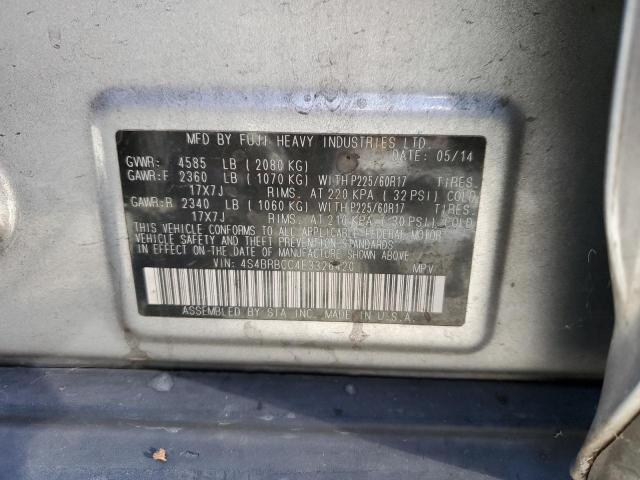 MFD BY FUJI HEAVY INDUSTRIES LTD.
DATE: 05/14
GVWR: 4585 LB ( 2080 KG)
GAWR:F 2360 LB ( 1070 KG) WITH P225/60R17 TIRES.
17X7J RIMS. AT 220 KPA ( 32 PSI) COLD
GAWR:R 2340 LB ( 1060 KG) WITH P225/60R17 TIRES.
17X7J RIMS. AT 210 KPA ( 30 PSI) COLD
THIS VEHICLE CONFORMS TO ALL APPLICABLE FEDERAL MOTOR
VEHICLE SAFETY AND THEFT PREVENTION STANDARDS
IN EFFECT ON THE DATE OF MANUFACTURE SHOWN ABOVE.
VIN: MPV
ASSEMBLED BY SIA INC. MADE IN U.S.A.